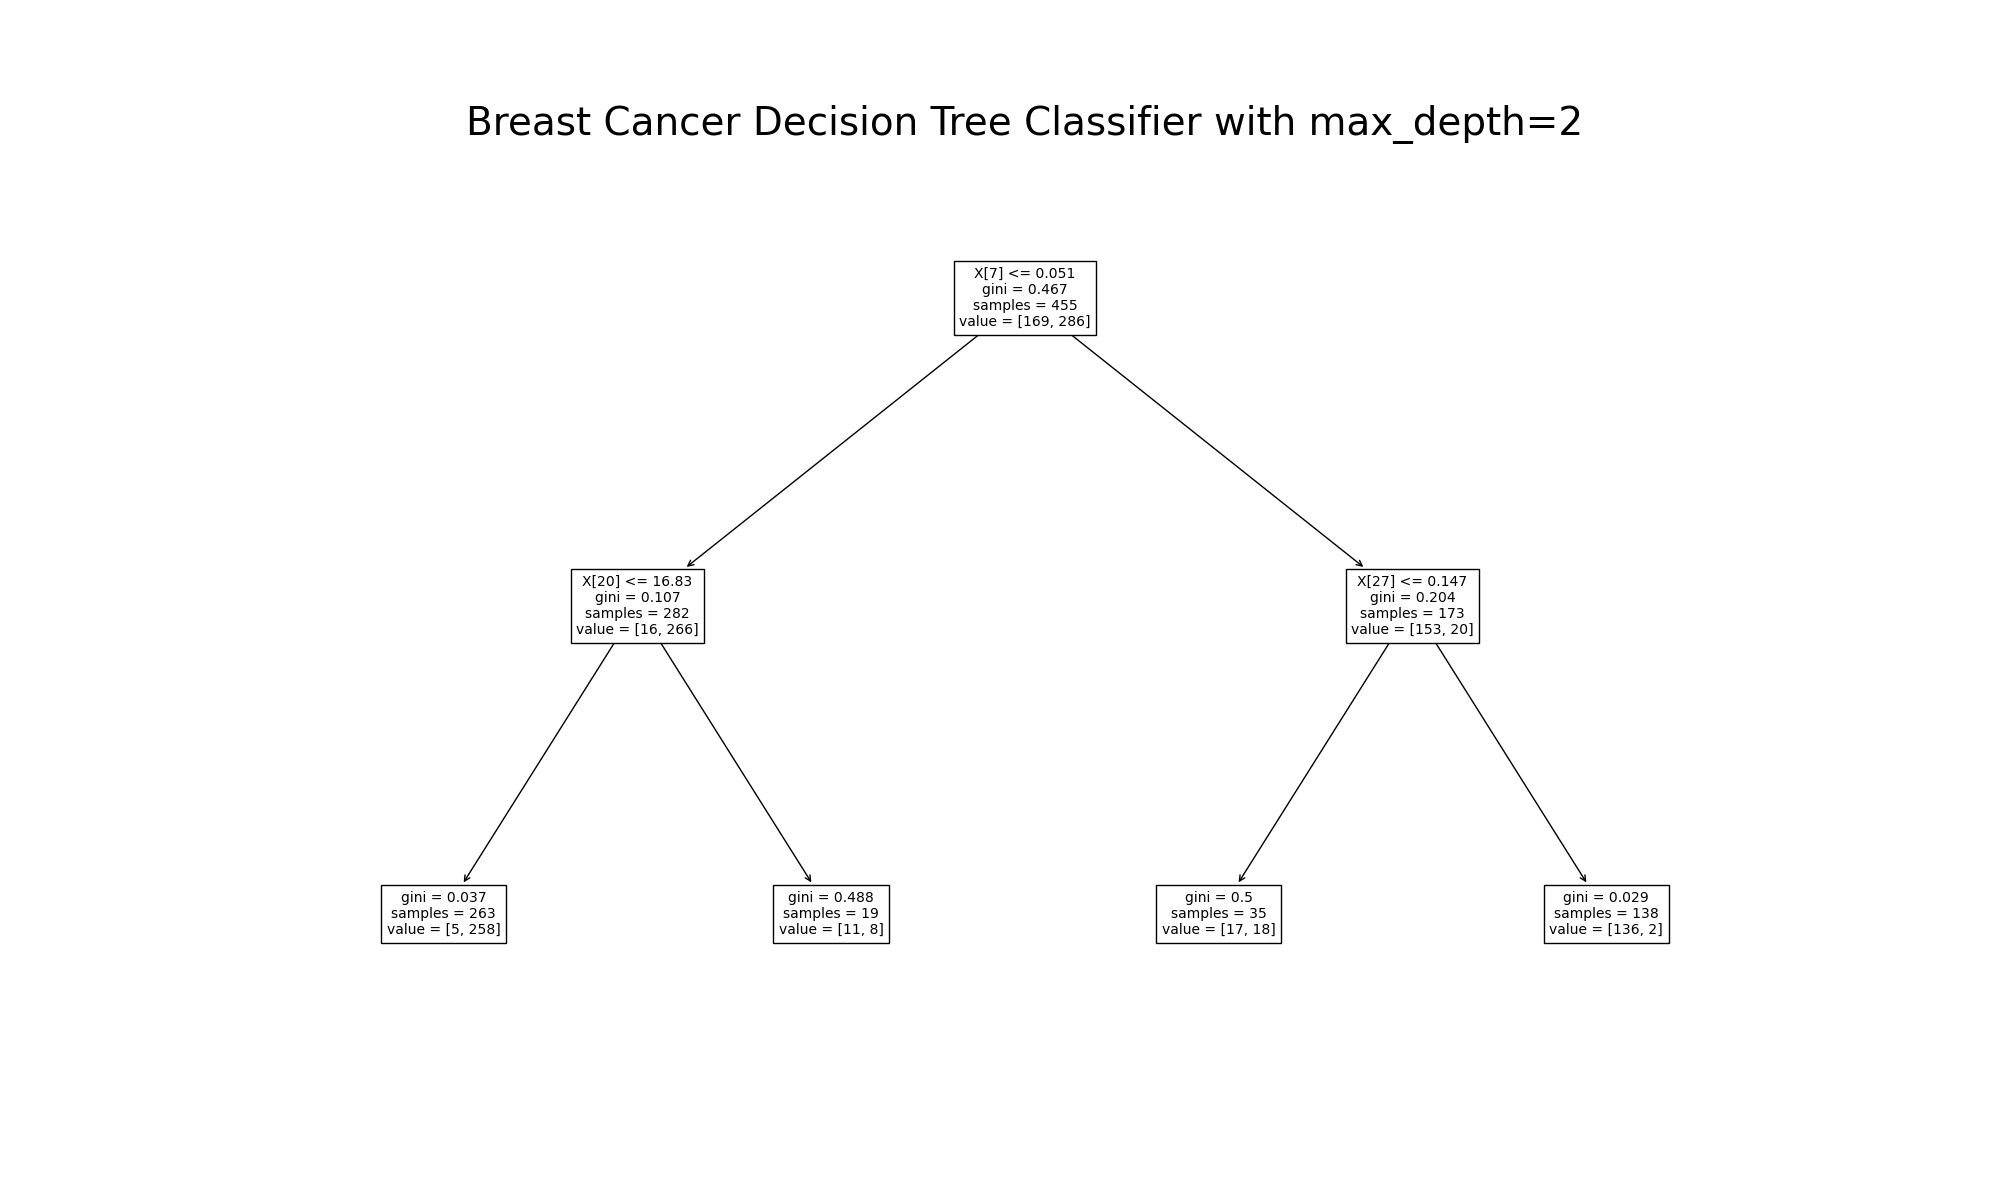 Breast Cancer Decision Tree Classifier with max_depth=2
X[7] <= 0.051
gini = 0.467
samples = 455
value = [169, 286]
X[20] <= 16.83
gini = 0.107
samples = 282
value = [16, 266]
X[27] <= 0.147
gini = 0.204
samples = 173
value = [153, 20]
gini = 0.037
samples = 263
value = [5, 258]
gini = 0.488
samples = 19
value = [11, 8]
gini = 0.5
samples = 35
value = [17, 18]
gini = 0.029
samples = 138
value = [136, 2]